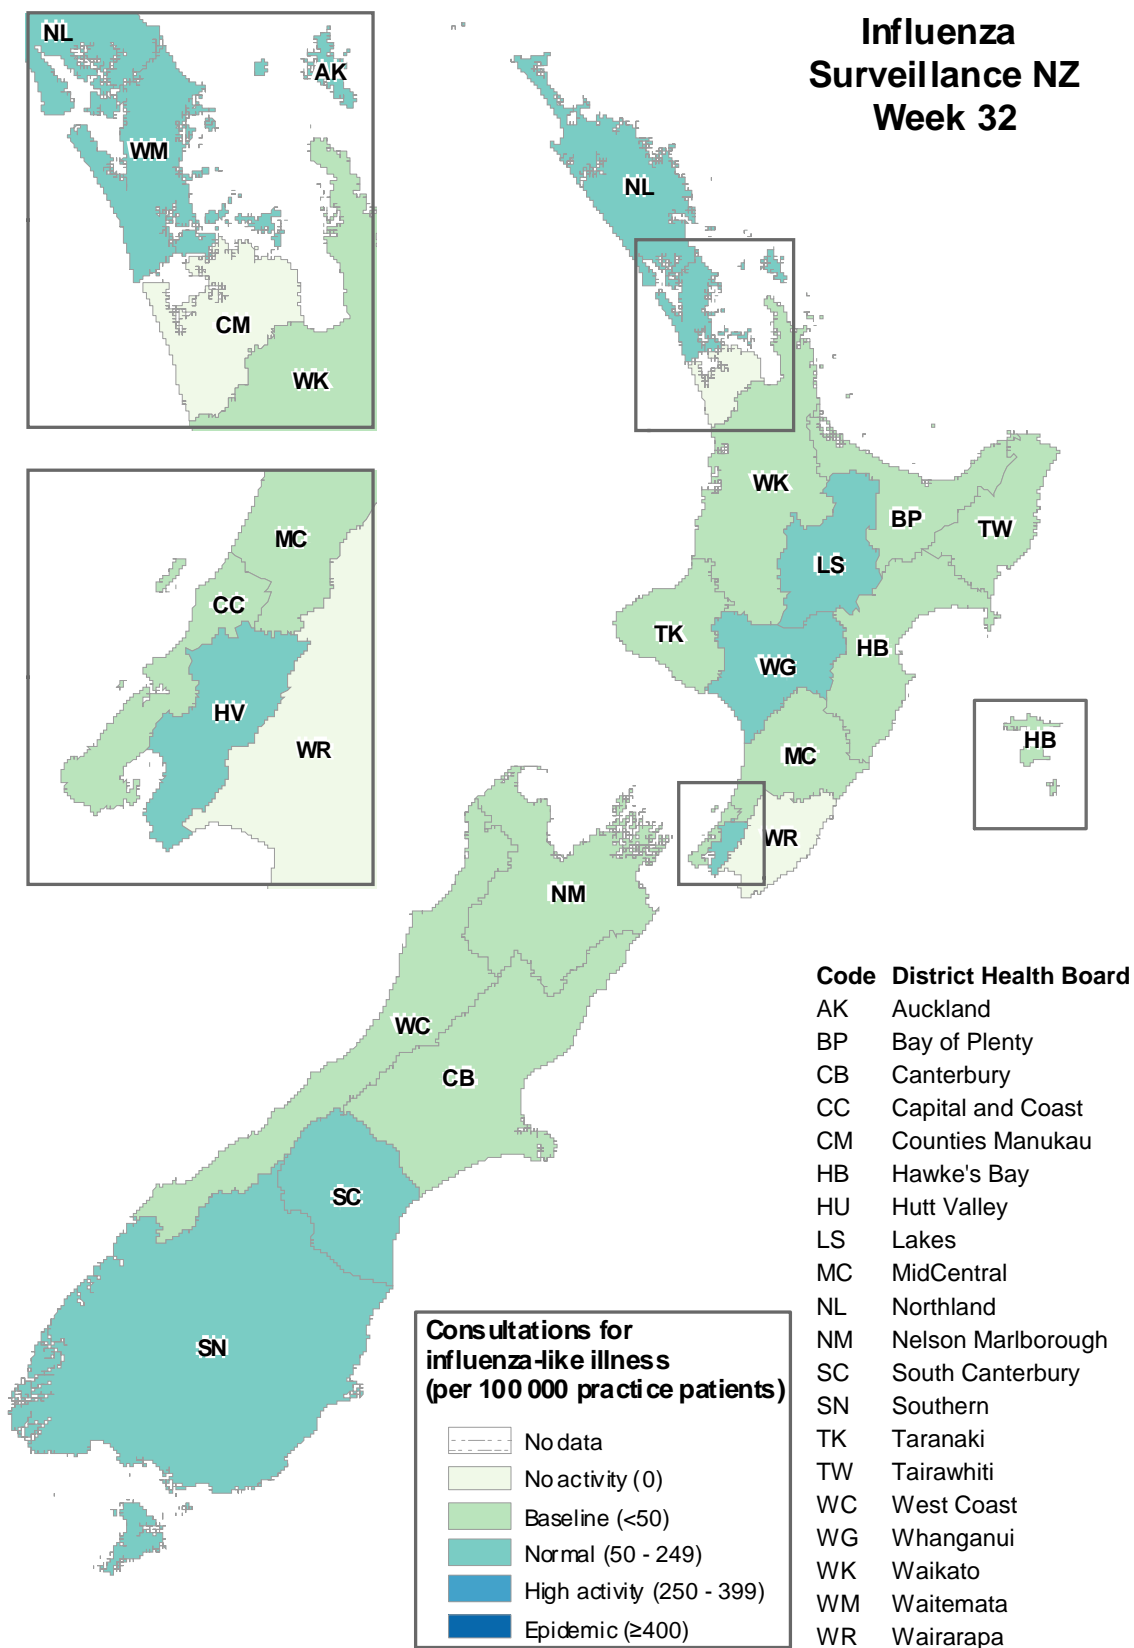 Influenza
Surveillance NZ
Week 32
NL
AK
WM
CM
WK
MC
CC
HV
WR
NL
WK
BP
TW
LS
TK
HB
WG
MC
HB
WR
NM
WC
CB
SC
SN
Code District Health Board
AK Auckland
BP Bay of Plenty
CB Canterbury
CC Capital and Coast
CM Counties Manukau
HB Hawke's Bay
HU Hutt Valley
LS Lakes
MC MidCentral
NL Northland
NM Nelson Marlborough
SC South Canterbury
SN Southern
TK Taranaki
TW Tairawhiti
WC West Coast
WG Whanganui
WK Waikato
WM Waitemata
WR Wairarapa
Consultations for
influenza-like illness
(per 100 000 practice patients)
No data
No activity (0)
Baseline (<50)
Normal (50 - 249)
High activity (250 - 399)
Epidemic (≥400)